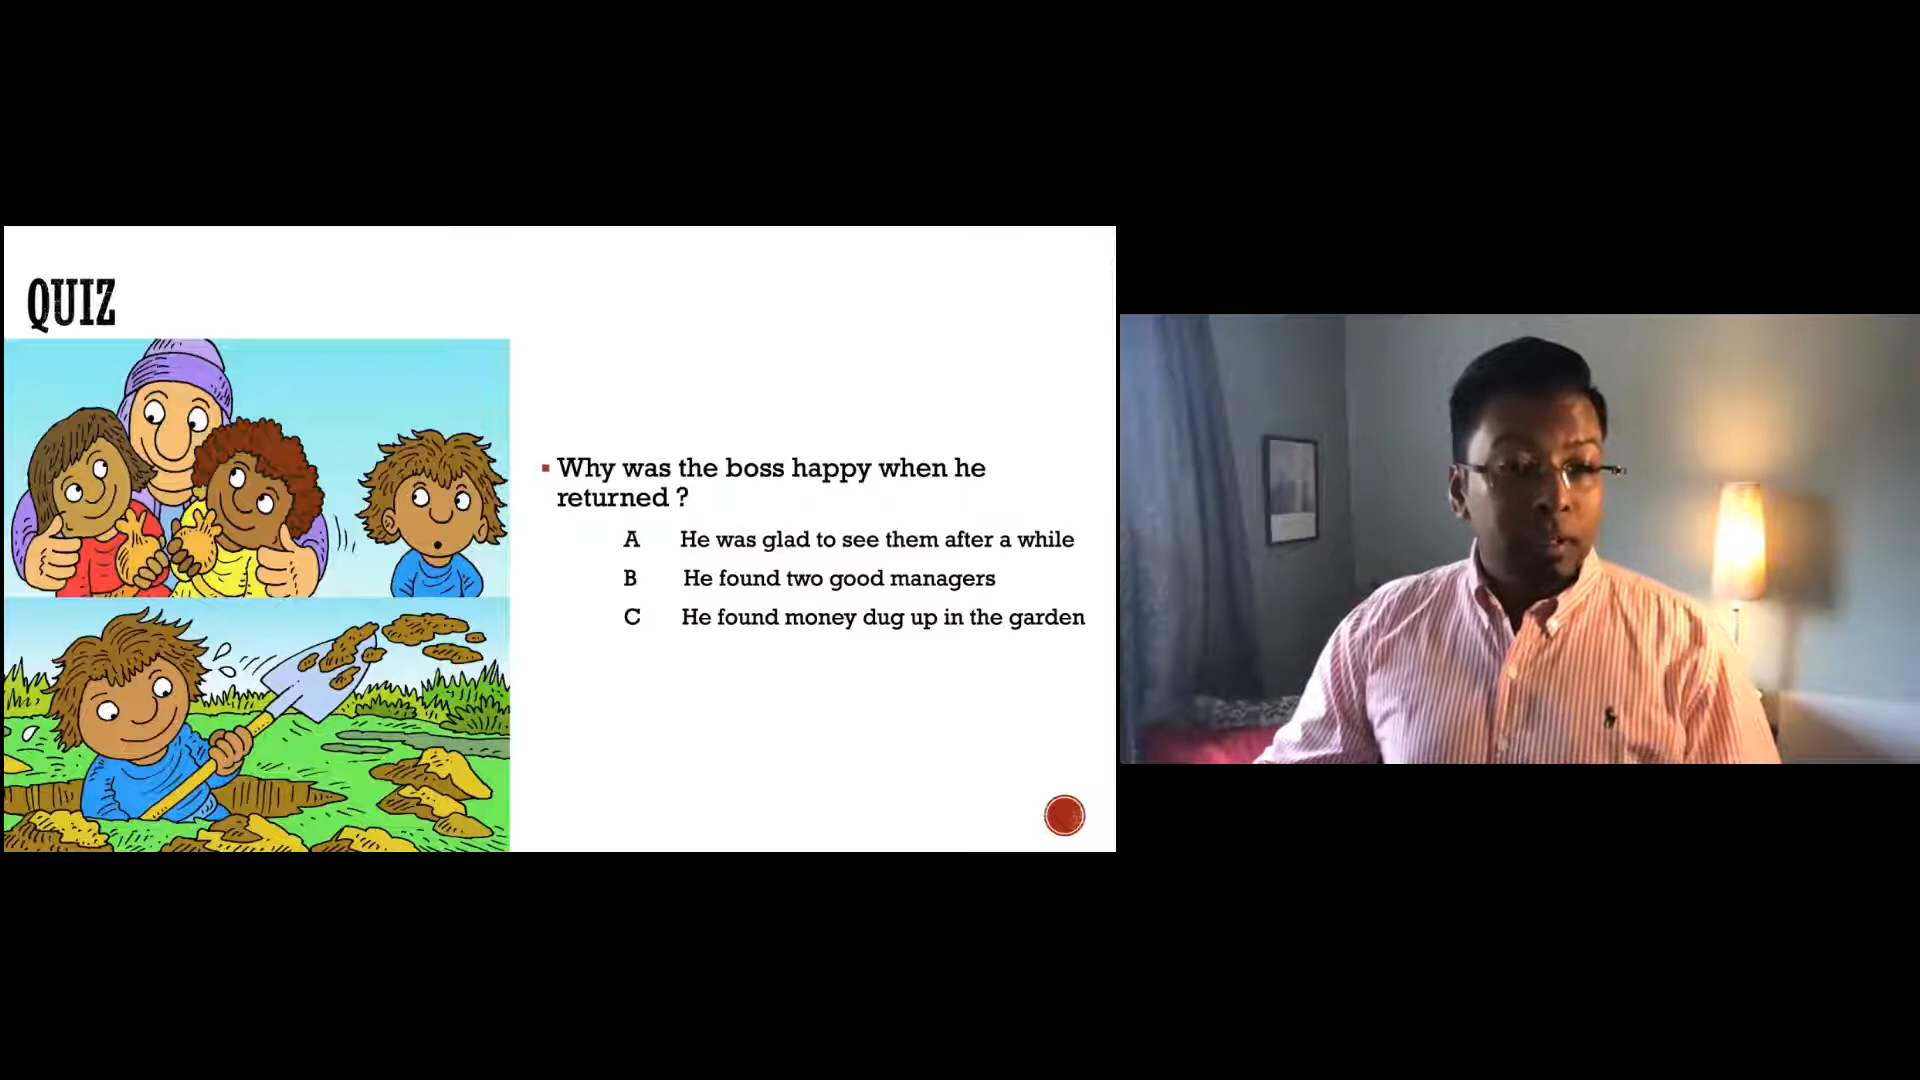 QUIZ
Why was the boss happy when he
returned ?
A He was glad to see them after a while
B He found two good managers
C He found money dug up in the garden